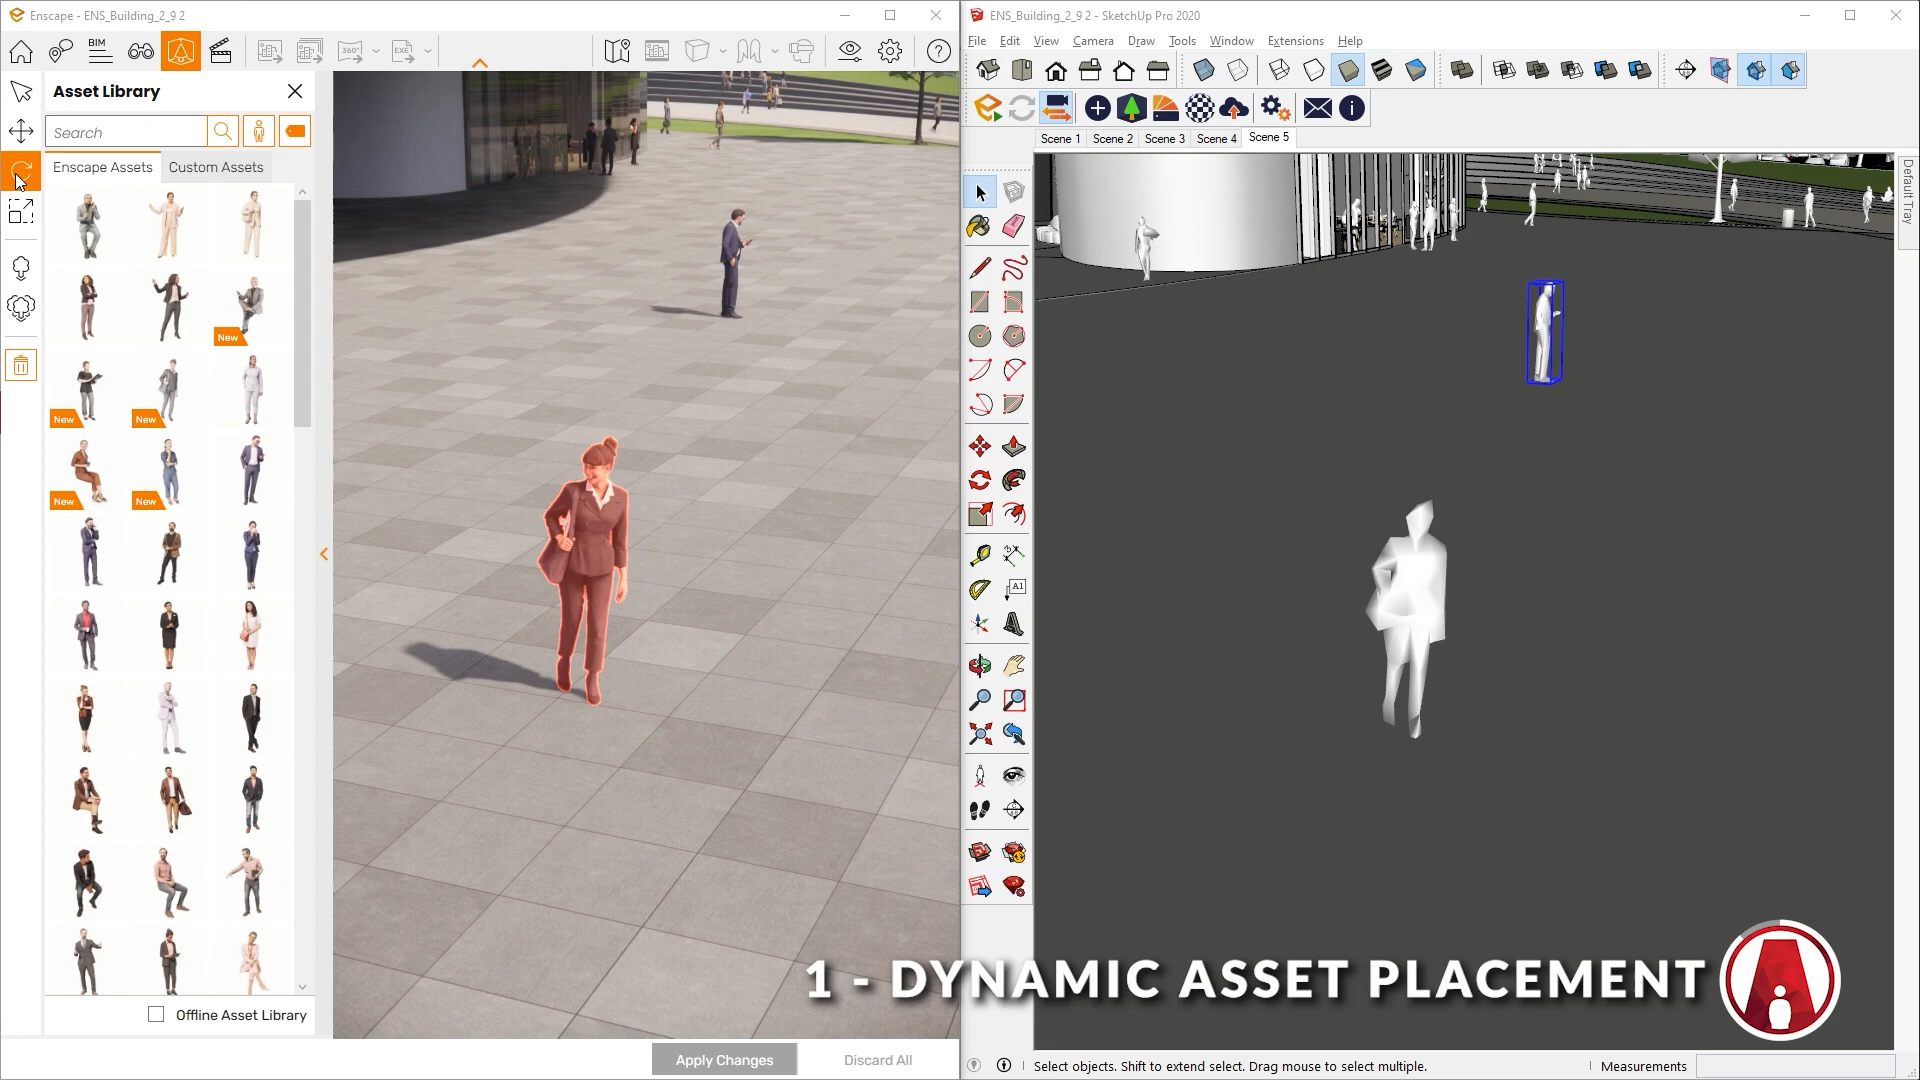 Enscape - ENS_Building_2_9 2
BIM
360°
EXE
?
Asset Library
Search
Enscape Assets
Custom Assets
New
New
New
New
New
Offline Asset Library
Apply Changes
Discard All
ENS_Building_2_9 2 - SketchUp Pro 2020
File Edit View Camera Draw Tools Window Extensions Help
Scene 1
Scene 2
Scene 3
Scene 4
Scene 5
Default Tray
A1
1 - DYNAMIC ASSET PLACEMENT
Select objects. Shift to extend select. Drag mouse to select multiple.
Measurements